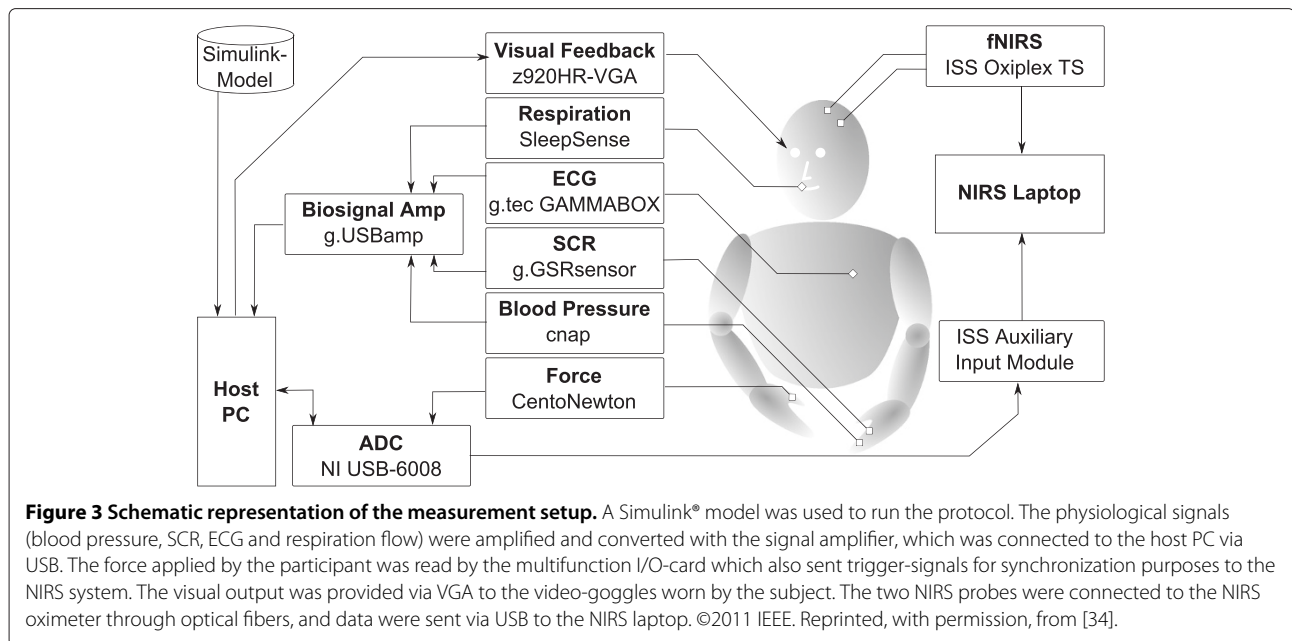 Simulink-
Model
Visual Feedback
z920HR-VGA
Respiration
SleepSense
ECG
g.tec GAMMABOX
SCR
g.GSRsensor
Blood Pressure
cnap
Force
CentoNewton
Biosignal Amp
g.USBamp
Host
PC
ADC
NI USB-6008
fNIRS
ISS Oxiplex TS
NIRS Laptop
ISS Auxiliary
Input Module
Figure 3 Schematic representation of the measurement setup. A Simulink® model was used to run the protocol. The physiological signals
(blood pressure, SCR, ECG and respiration flow) were amplified and converted with the signal amplifier, which was connected to the host PC via
USB. The force applied by the participant was read by the multifunction I/O-card which also sent trigger-signals for synchronization purposes to the
NIRS system. The visual output was provided via VGA to the video-goggles worn by the subject. The two NIRS probes were connected to the NIRS
oximeter through optical fibers, and data were sent via USB to the NIRS laptop. ©2011 IEEE. Reprinted, with permission, from [34].